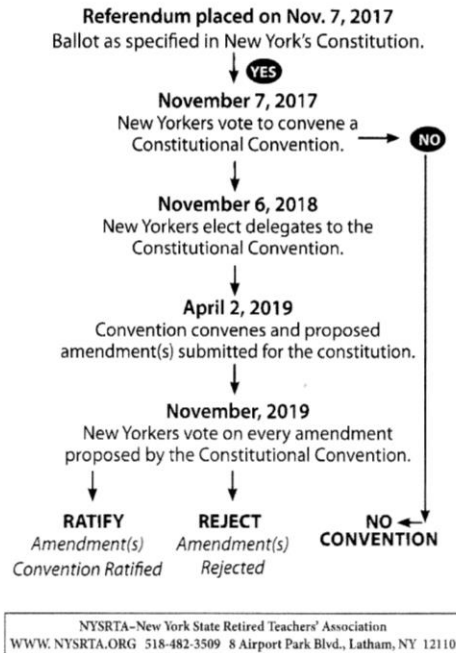 Referendum placed on Nov. 7, 2017
Ballot as specified in New York's Constitution.
YES
November 7, 2017
New Yorkers vote to convene a
Constitutional Convention.
NO
November 6, 2018
New Yorkers elect delegates to the
Constitutional Convention.
April 2, 2019
Convention convenes and proposed
amendment(s) submitted for the constitution.
November, 2019
New Yorkers vote on every amendment
proposed by the Constitutional Convention.
RATIFY
Amendment(s)
Convention Ratified
REJECT
Amendment(s)
Rejected
NO
CONVENTION
NYSRTA–New York State Retired Teachers' Association
WWW. NYSRTA.ORG 518-482-3509 8 Airport Park Blvd., Latham, NY 12110